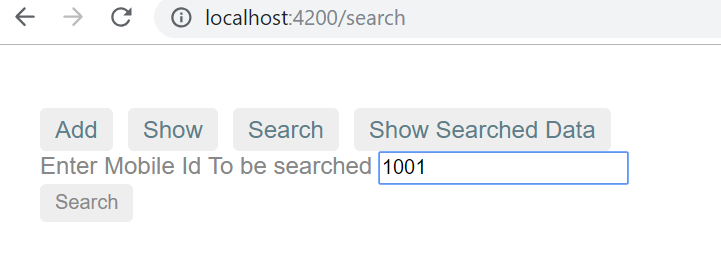 localhost:4200/search
Add Show Search Show Searched Data
Enter Mobile Id To be searched 1001
Search